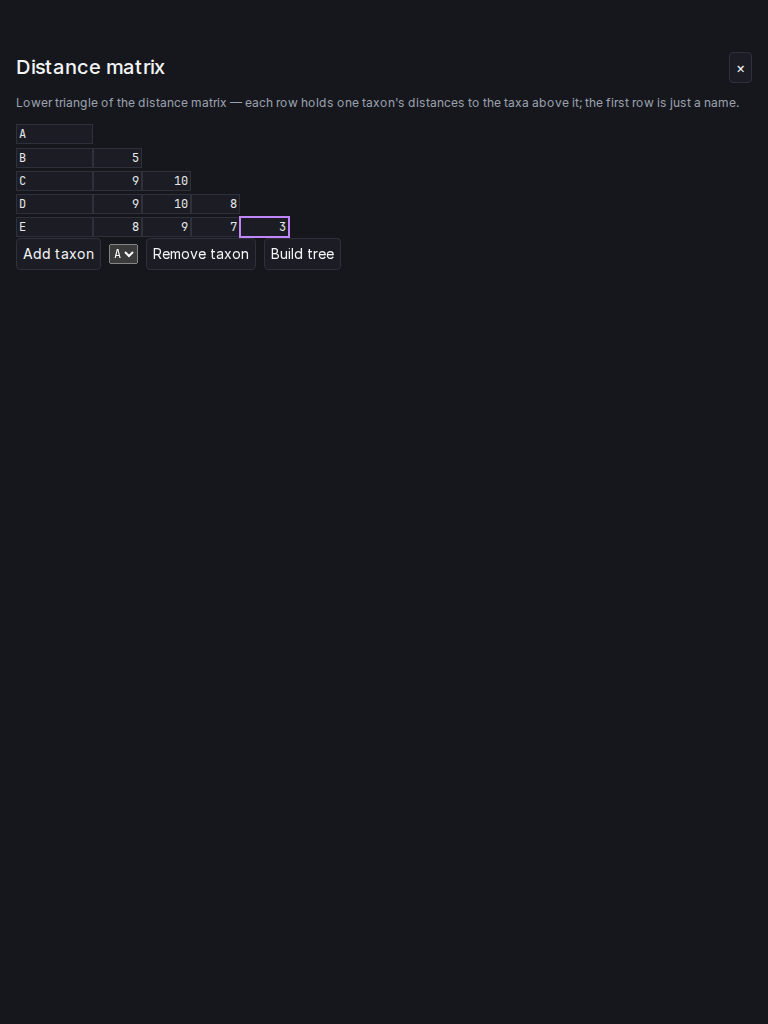 Distance matrix ×
Lower triangle of the distance matrix — each row holds one taxon's distances to the taxa above it; the first row is just a name.
A
B 5
C 9 10
D 9 10 8
E 8 9 7 3
Add taxon A Remove taxon Build tree